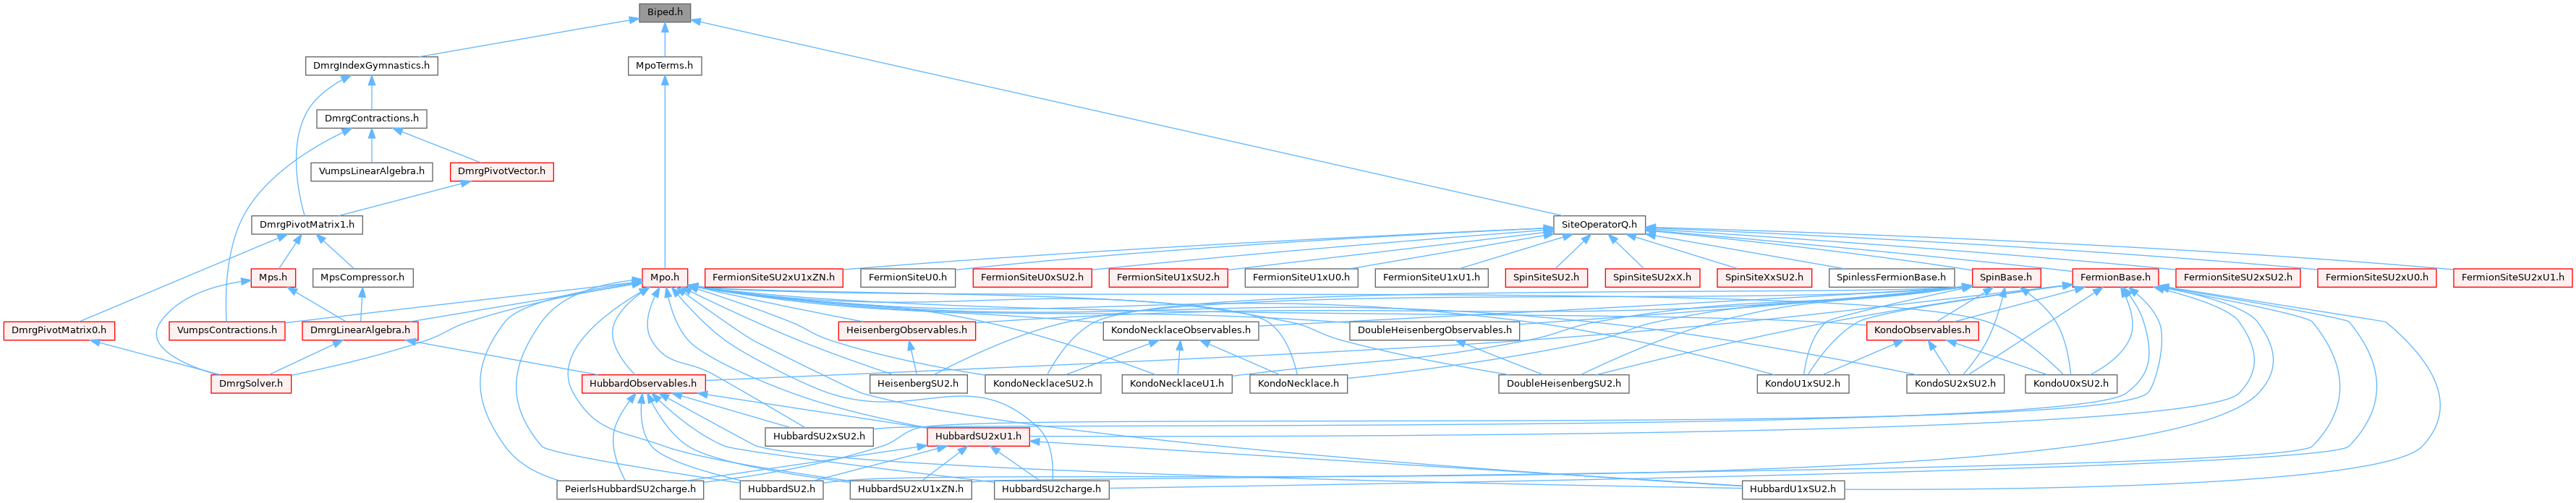 Biped.h
DmrgIndexGymnastics.h
MpoTerms.h
DmrgContractions.h
VumpsLinearAlgebra.h
DmrgPivotVector.h
DmrgPivotMatrix1.h
SiteOperatorQ.h
Mps.h
MpsCompressor.h
Mpo.h
FermionSiteSU2xU1xZN.h
FermionSiteU0.h
FermionSiteU0xSU2.h
FermionSiteU1xSU2.h
FermionSiteU1xU0.h
FermionSiteU1xU1.h
SpinSiteSU2.h
SpinSiteSU2xX.h
SpinSiteXxSU2.h
SpinlessFermionBase.h
SpinBase.h
FermionBase.h
FermionSiteSU2xSU2.h
FermionSiteSU2xU0.h
FermionSiteSU2xU1.h
DmrgPivotMatrix0.h
VumpsContractions.h
DmrgLinearAlgebra.h
HeisenbergObservables.h
KondoNecklaceObservables.h
DoubleHeisenbergObservables.h
KondoObservables.h
DmrgSolver.h
HubbardObservables.h
HeisenbergSU2.h
KondoNecklaceSU2.h
KondoNecklaceU1.h
KondoNecklace.h
DoubleHeisenbergSU2.h
KondoU1xSU2.h
KondoSU2xSU2.h
KondoU0xSU2.h
HubbardSU2xSU2.h
HubbardSU2xU1.h
PeierlsHubbardSU2charge.h
HubbardSU2.h
HubbardSU2xU1xZN.h
HubbardSU2charge.h
HubbardU1xSU2.h